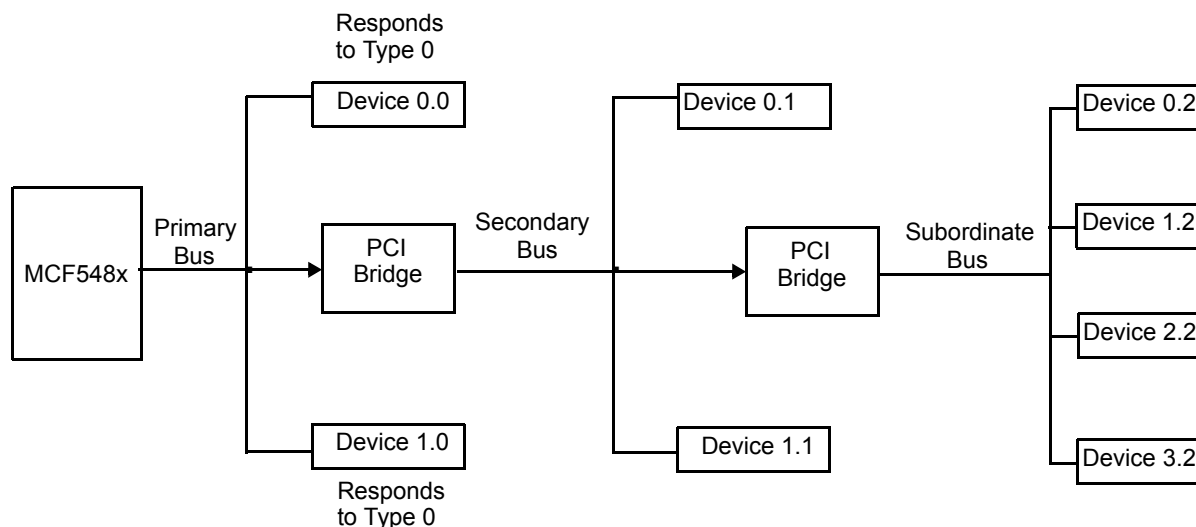 Responds
to Type 0
Device 0.0
Device 0.1
Device 0.2
MCF548x
Primary
Bus
PCI
Bridge
Secondary
Bus
PCI
Bridge
Subordinate
Bus
Device 1.2
Device 2.2
Device 1.0
Device 1.1
Device 3.2
Responds
to Type 0